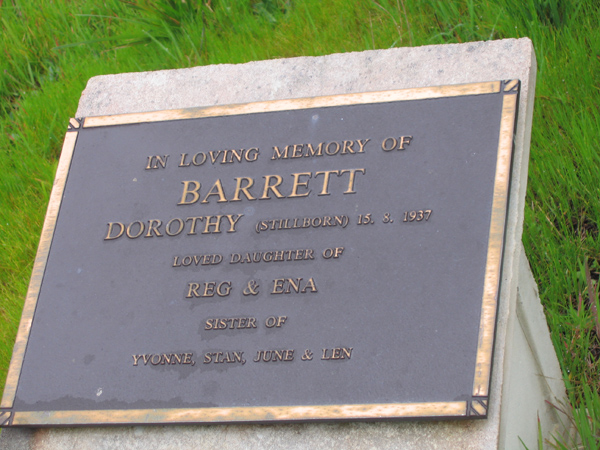 IN LOVING MEMORY OF
BARRETT
DOROTHY (STILLBORN) 15. 8. 1937
LOVED DAUGHTER OF
REG & ENA
SISTER OF
YVONNE, STAN, JUNE & LEN